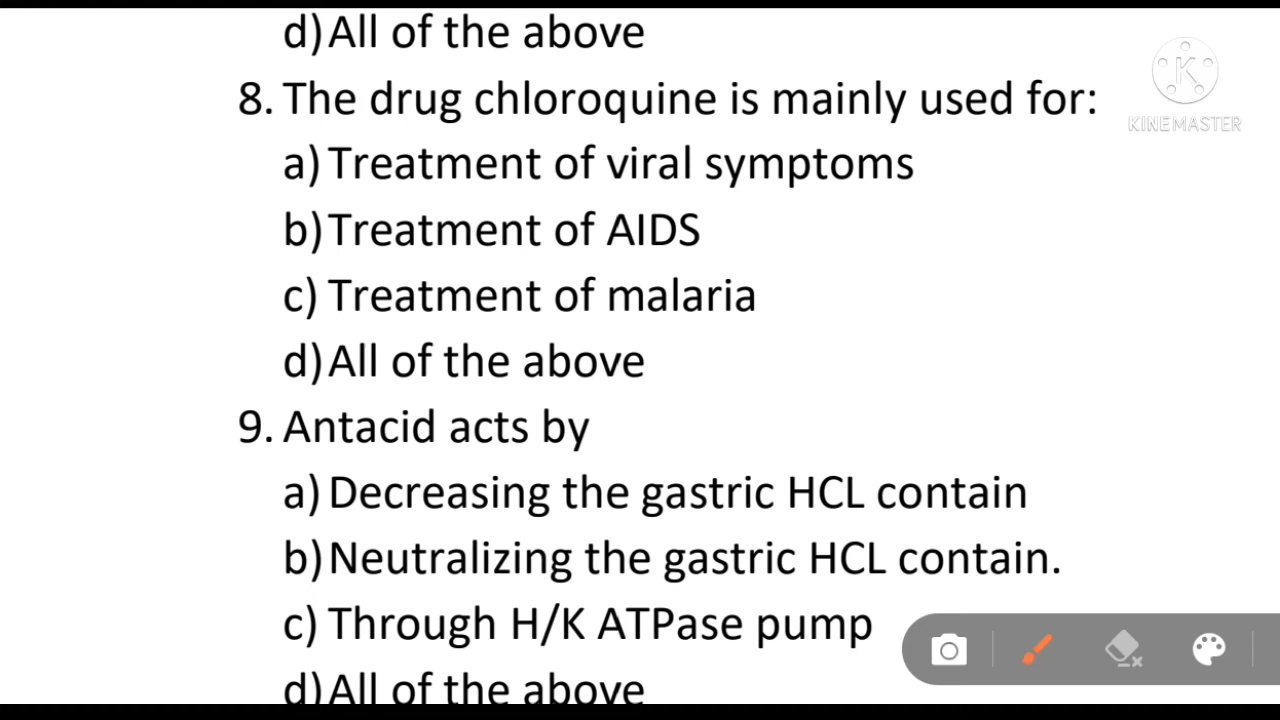 d) All of the above
8. The drug chloroquine is mainly used for:
a) Treatment of viral symptoms
b) Treatment of AIDS
c) Treatment of malaria
d) All of the above
9. Antacid acts by
a) Decreasing the gastric HCL contain
b) Neutralizing the gastric HCL contain.
c) Through H/K ATPase pump
d) All of the above
K
KINEMASTER